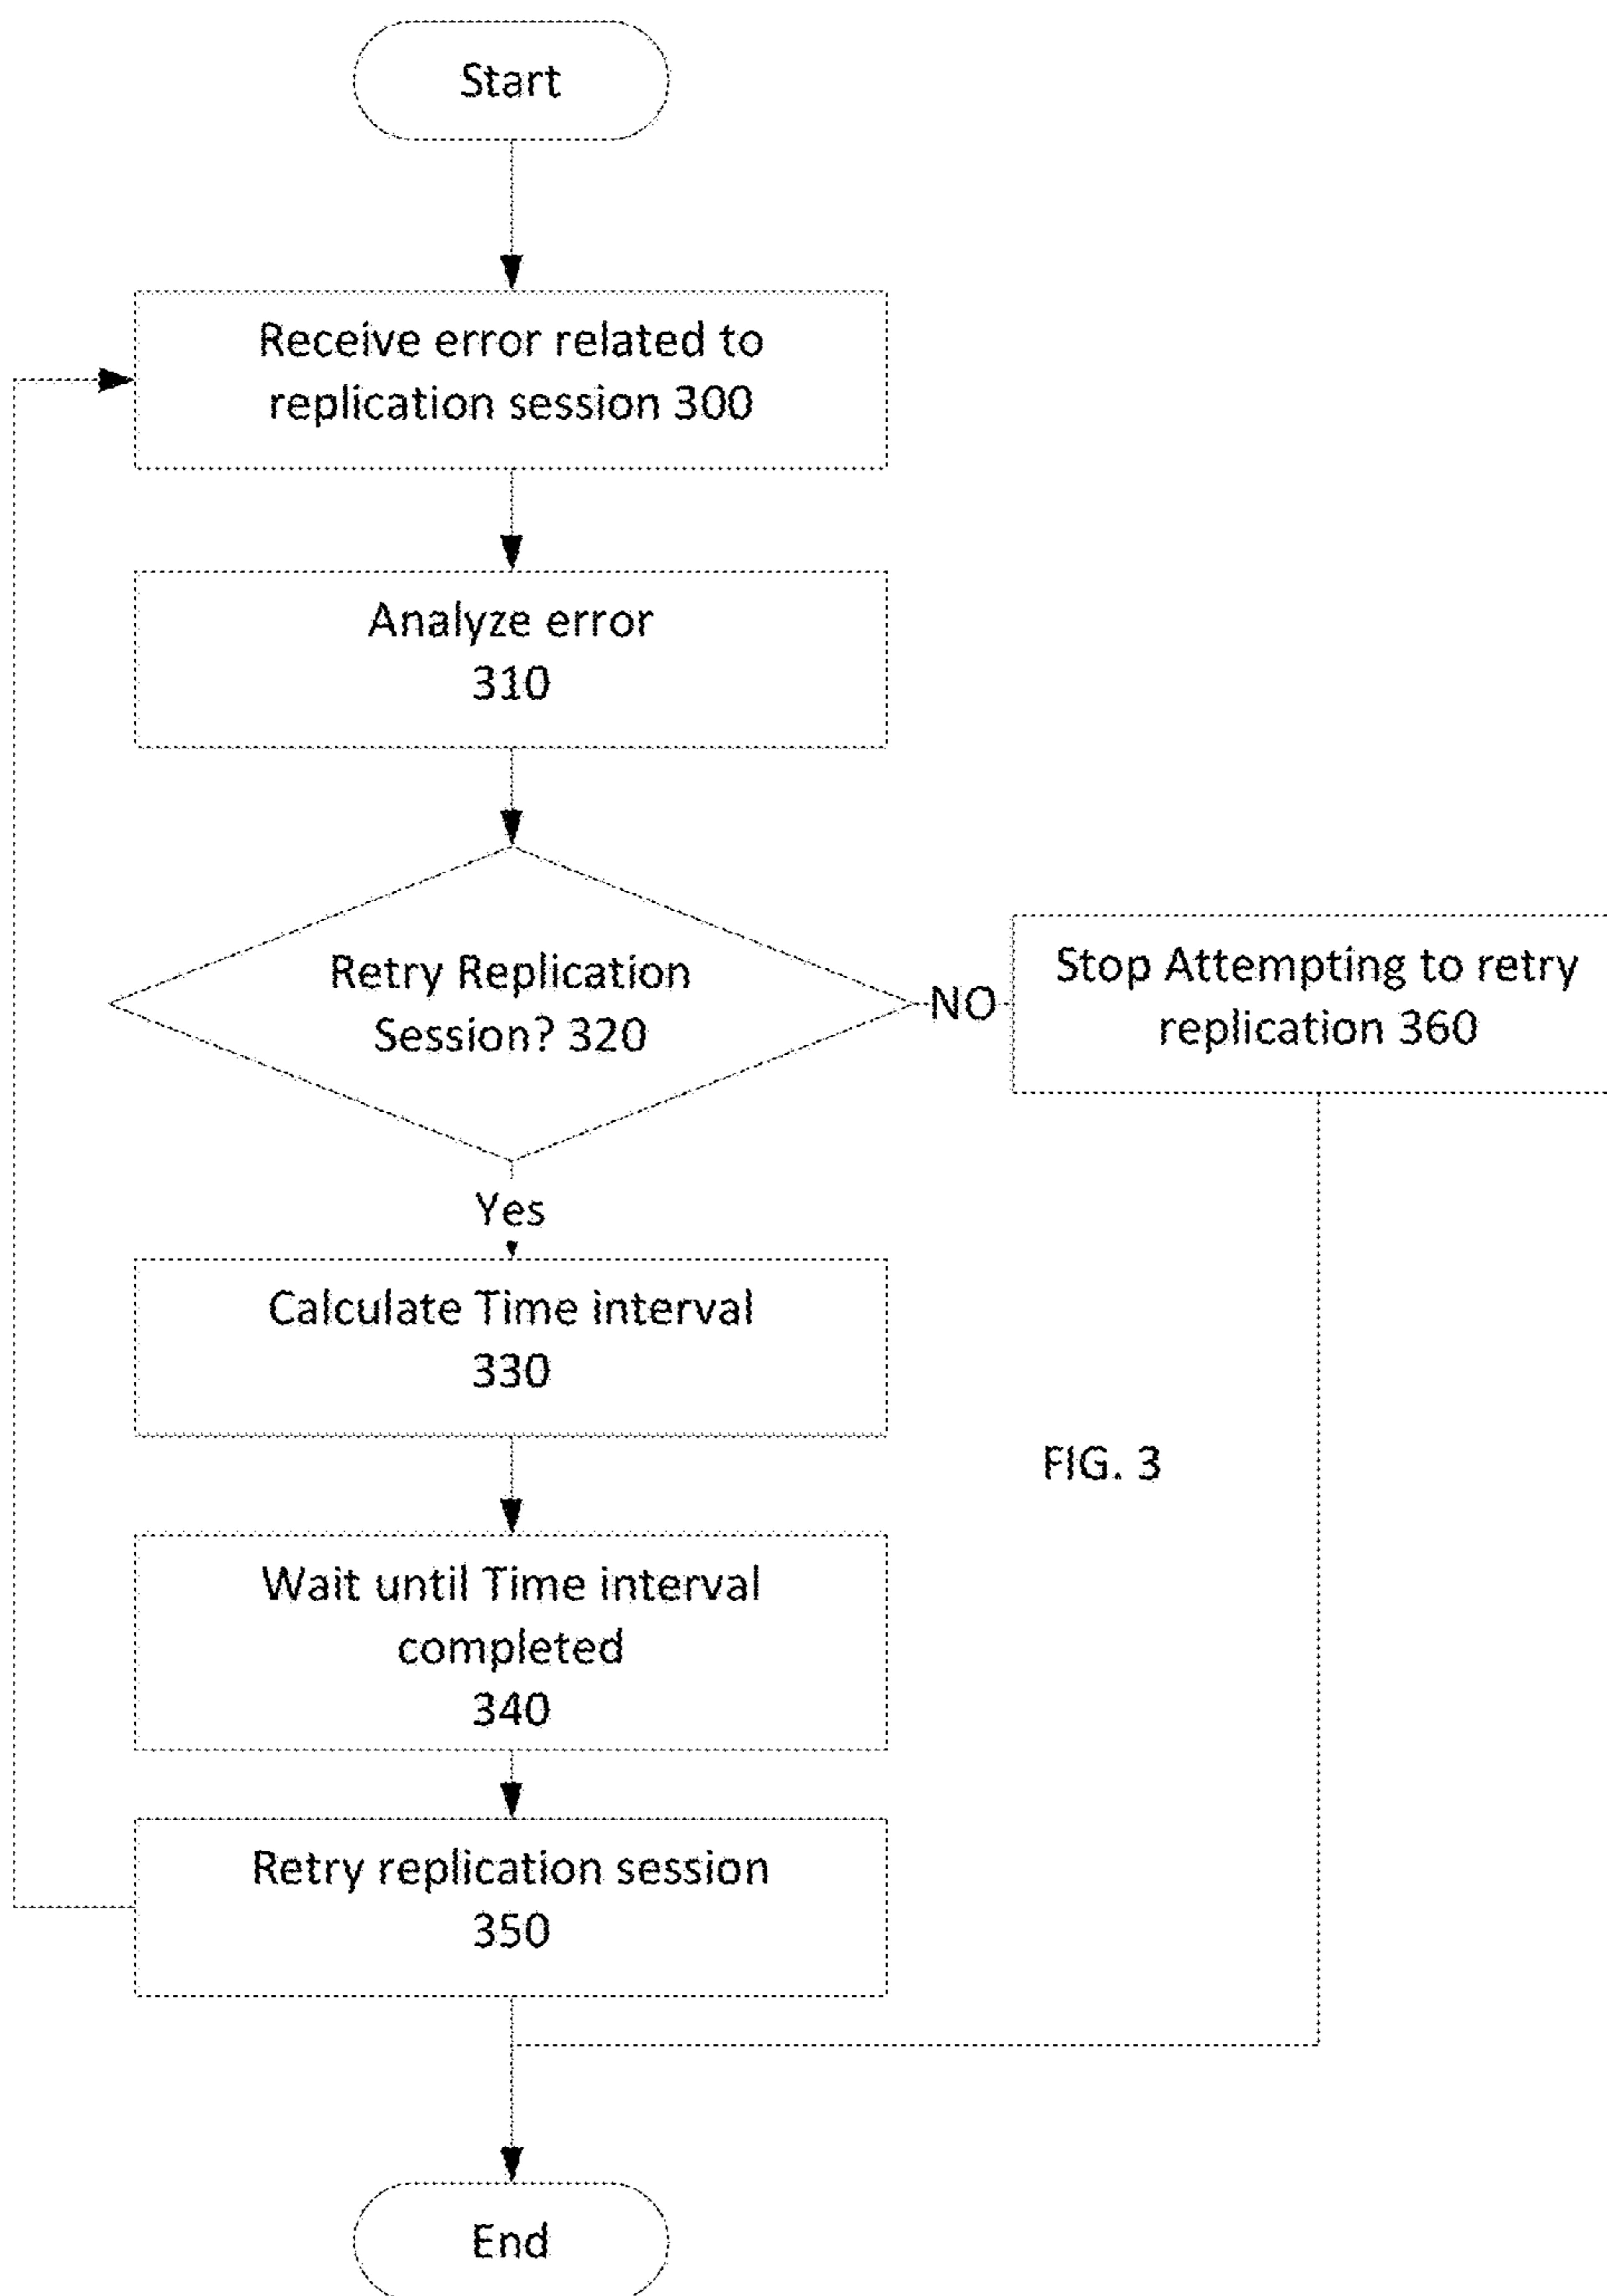 Start
Receive error related to
replication session 300
Analyze error
310
Retry Replication
Session? 320
NO
Stop Attempting to retry
replication 360
Yes
Calculate Time interval
330
FIG. 3
Wait until Time interval
completed
340
Retry replication session
350
End